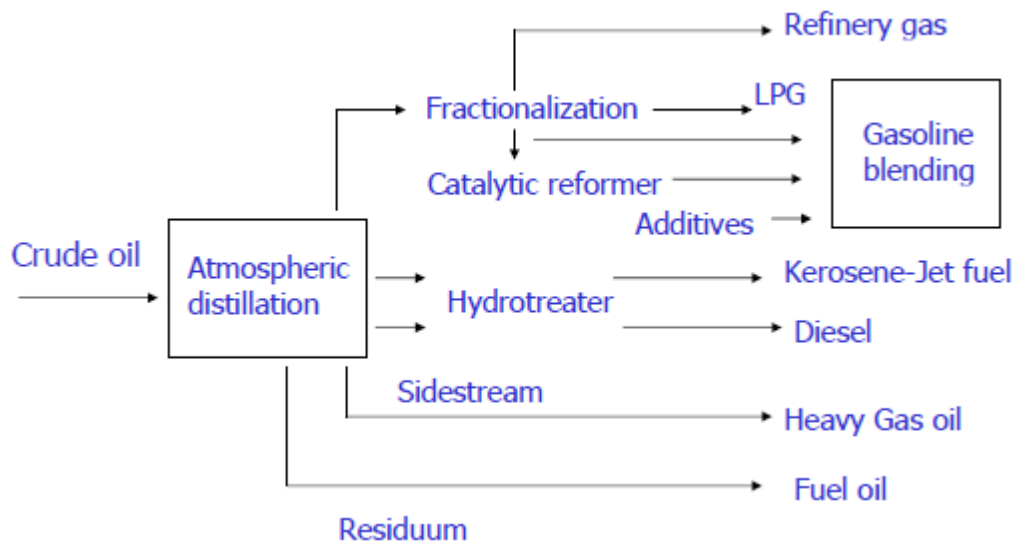 Refinery gas
Fractionalization
LPG
Gasoline
blending
Catalytic reformer
Additives
Crude oil
Atmospheric
distillation
Kerosene-Jet fuel
Hydrotreater
Diesel
Sidestream
Heavy Gas oil
Fuel oil
Residuum